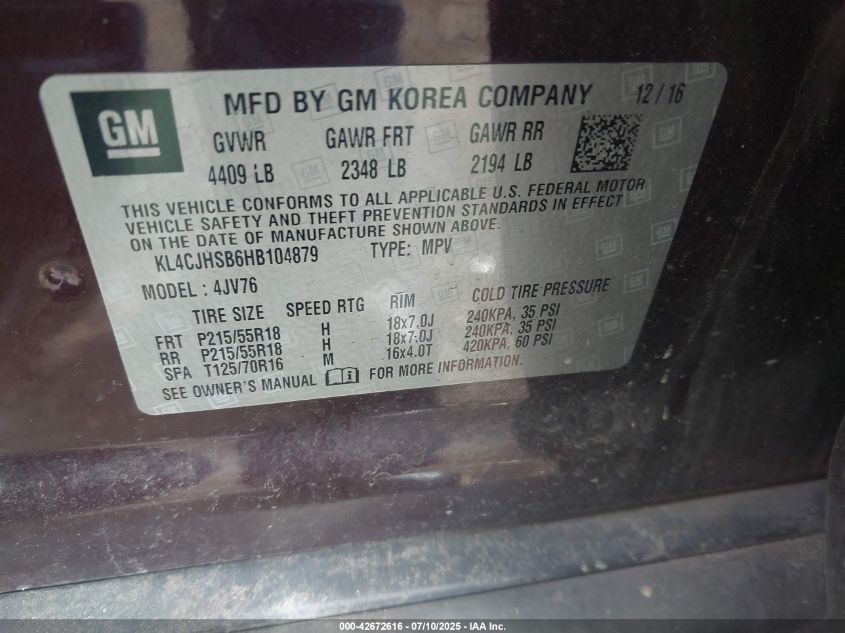 GM MFD BY GM KOREA COMPANY 12 / 16
GVWR GAWR FRT GAWR RR
4409 LB 2348 LB 2194 LB
THIS VEHICLE CONFORMS TO ALL APPLICABLE U.S. FEDERAL MOTOR
VEHICLE SAFETY AND THEFT PREVENTION STANDARDS IN EFFECT
ON THE DATE OF MANUFACTURE SHOWN ABOVE.
KL4CJHSB6HB104879 TYPE: MPV
MODEL : 4JV76
TIRE SIZE SPEED RTG RIM COLD TIRE PRESSURE
FRT P215/55R18 H 18x7.0J 240KPA, 35 PSI
RR P215/55R18 H 18x7.0J 240KPA, 35 PSI
SPA T125/70R16 M 16x4.0T 420KPA, 60 PSI
SEE OWNER'S MANUAL FOR MORE INFORMATION.
000-42672616 - 07/10/2025 - IAA Inc.